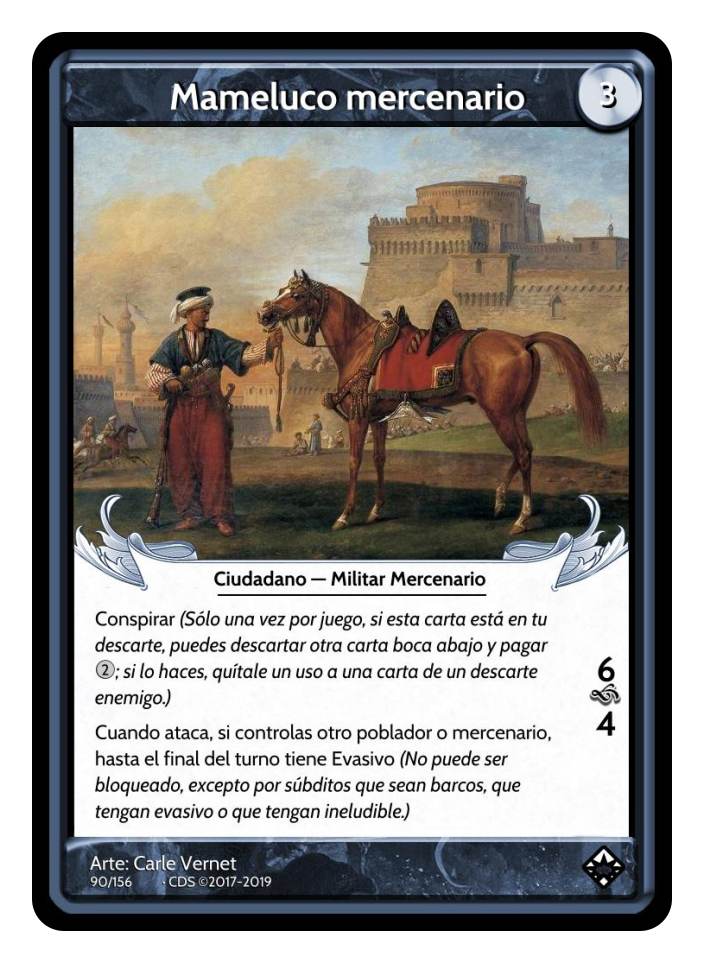 Mameluco mercenario
3
Ciudadano — Militar Mercenario
Conspirar (Sólo una vez por juego, si esta carta está en tu
descarte, puedes descartar otra carta boca abajo y pagar
2; si lo haces, quítale un uso a una carta de un descarte
enemigo.)
6
4
Cuando ataca, si controlas otro poblador o mercenario,
hasta el final del turno tiene Evasivo (No puede ser
bloqueado, excepto por súbditos que sean barcos, que
tengan evasivo o que tengan ineludible.)
Arte: Carle Vernet
90/156 · CDS ©2017-2019